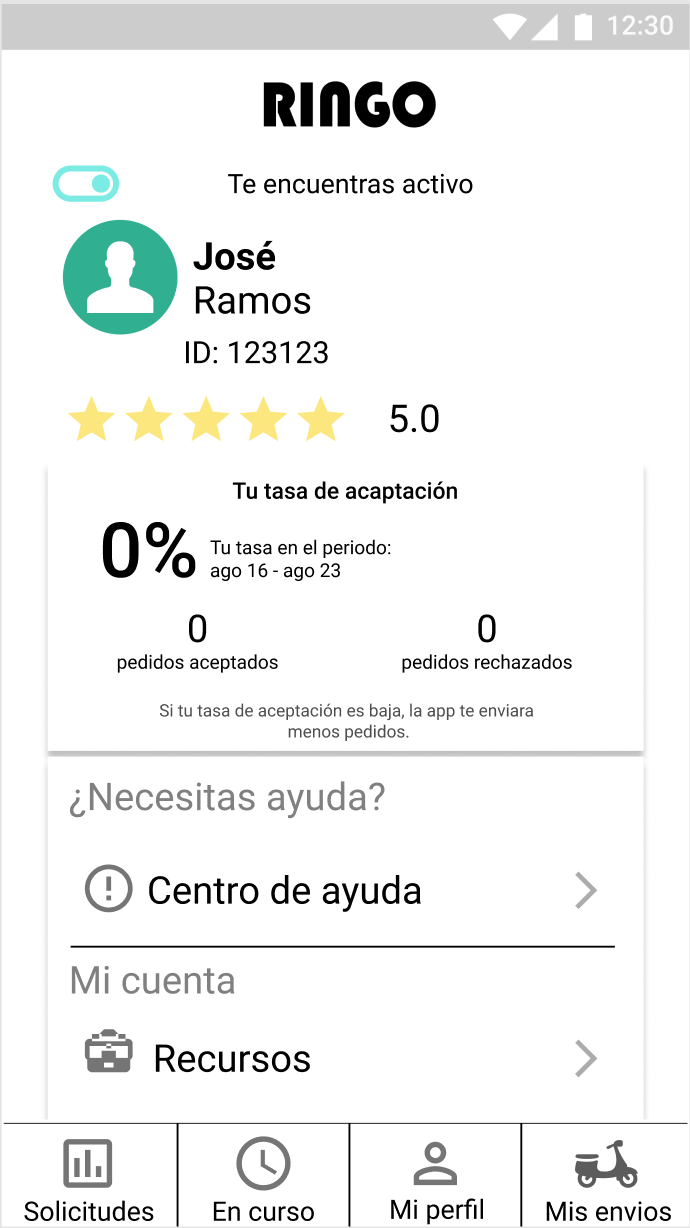 12:30
RINGO
Te encuentras activo
José
Ramos
ID: 123123
5.0
Tu tasa de acaptación
0%
Tu tasa en el periodo:
ago 16 - ago 23
0
pedidos aceptados
0
pedidos rechazados
Si tu tasa de aceptación es baja, la app te enviara
menos pedidos.
¿Necesitas ayuda?
Centro de ayuda
Mi cuenta
Recursos
Solicitudes
En curso
Mi perfil
Mis envios